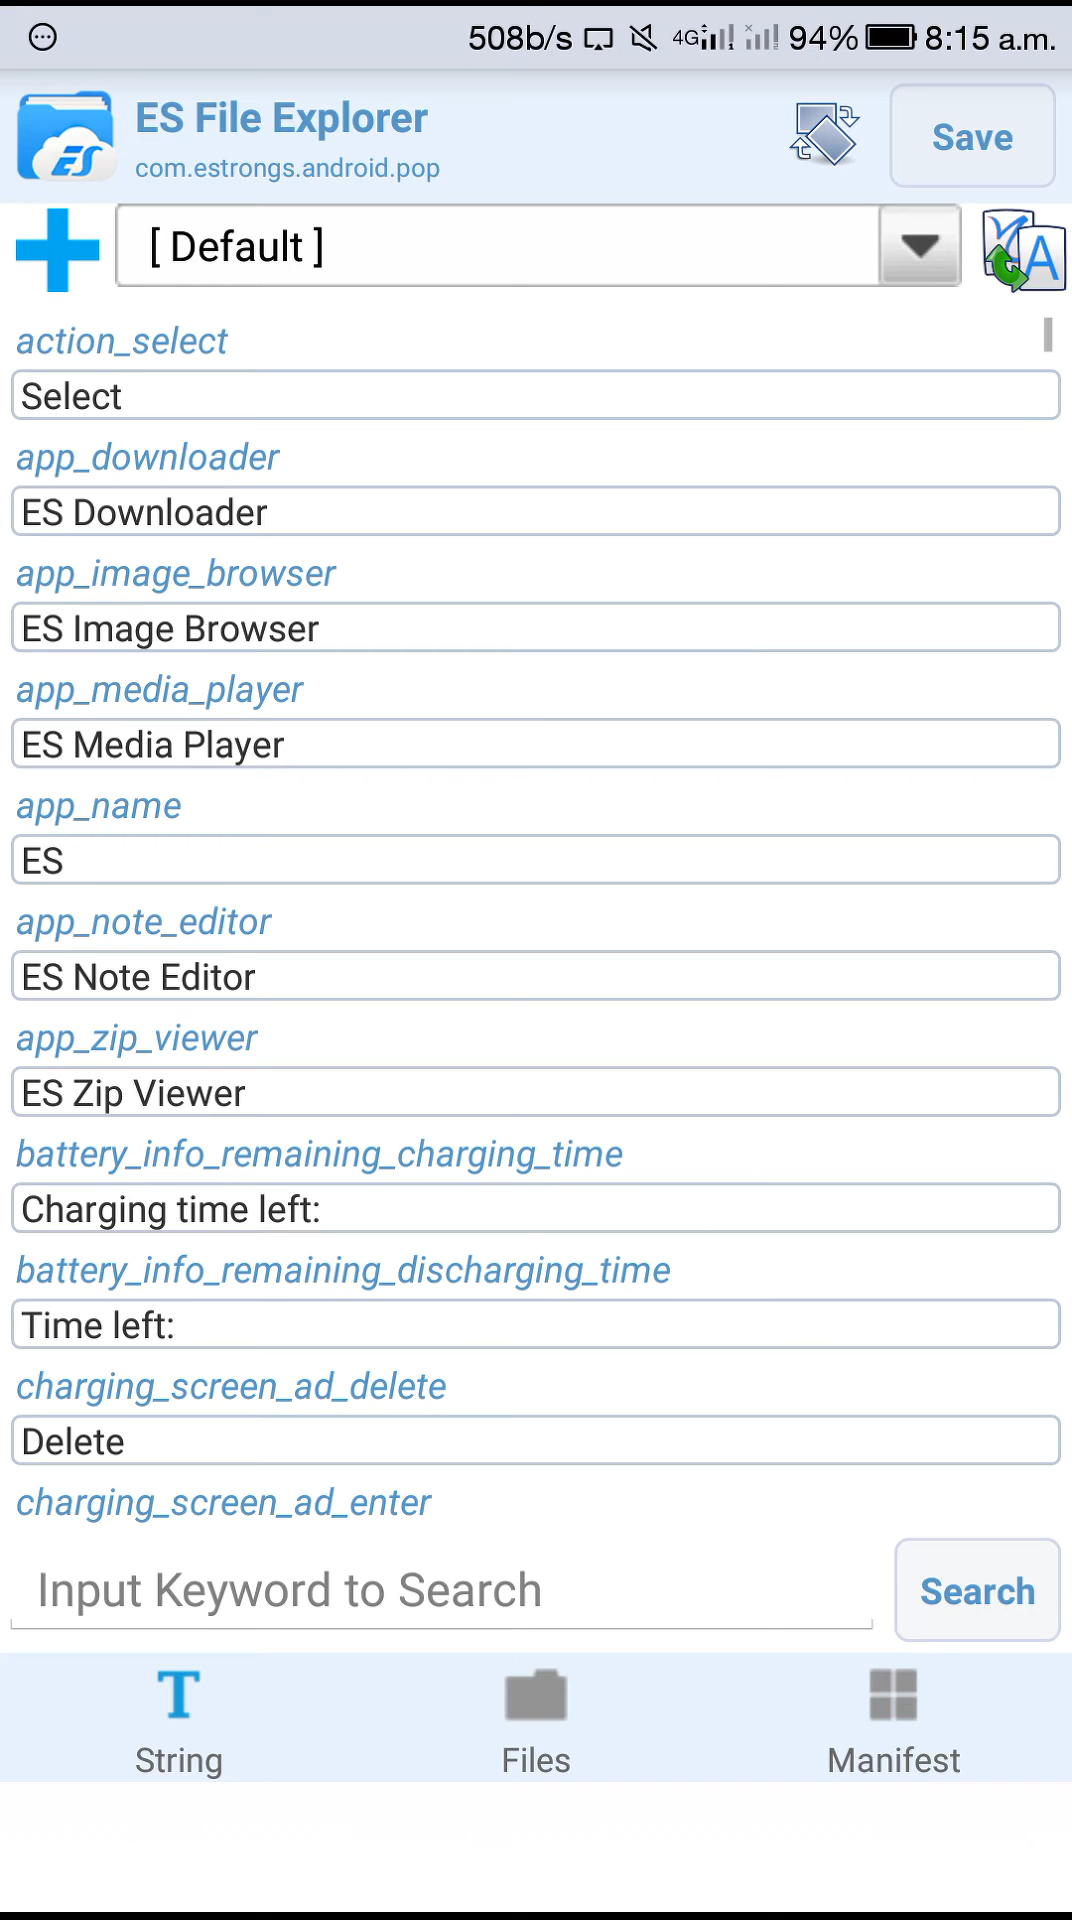 508b/s 4G 94% 8:15 a.m.
ES File Explorer
com.estrongs.android.pop
Save
ES
[ Default ]
A
action_select
Select
app_downloader
ES Downloader
app_image_browser
ES Image Browser
app_media_player
ES Media Player
app_name
ES
app_note_editor
ES Note Editor
app_zip_viewer
ES Zip Viewer
battery_info_remaining_charging_time
Charging time left:
battery_info_remaining_discharging_time
Time left:
charging_screen_ad_delete
Delete
charging_screen_ad_enter
Input Keyword to Search
Search
String
Files
Manifest